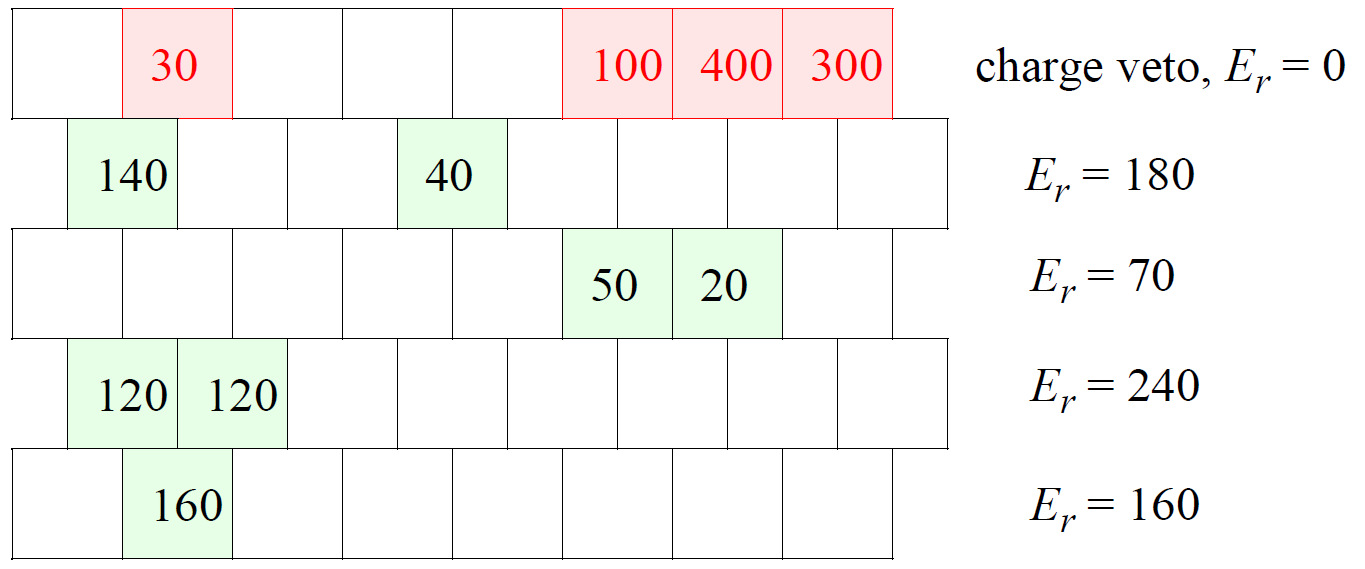 30 100 400 300 charge veto, Eᵣ = 0
140 40 Eᵣ = 180
50 20 Eᵣ = 70
120 120 Eᵣ = 240
160 Eᵣ = 160